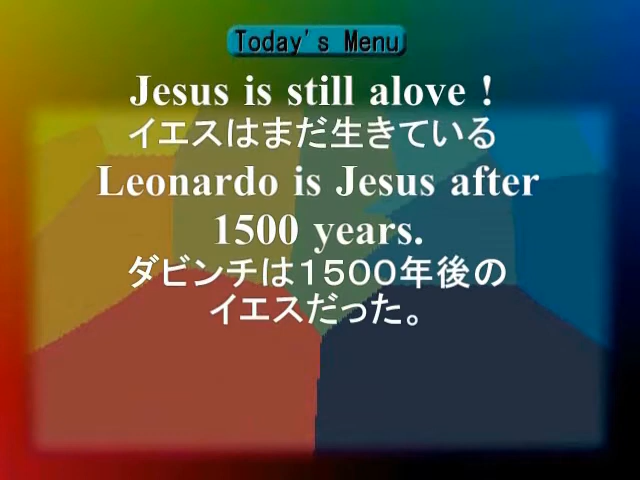 Today's Menu
Jesus is still alove !
イエスはまだ生きている
Leonardo is Jesus after
1500 years.
ダビンチは１５００年後の
イエスだった。